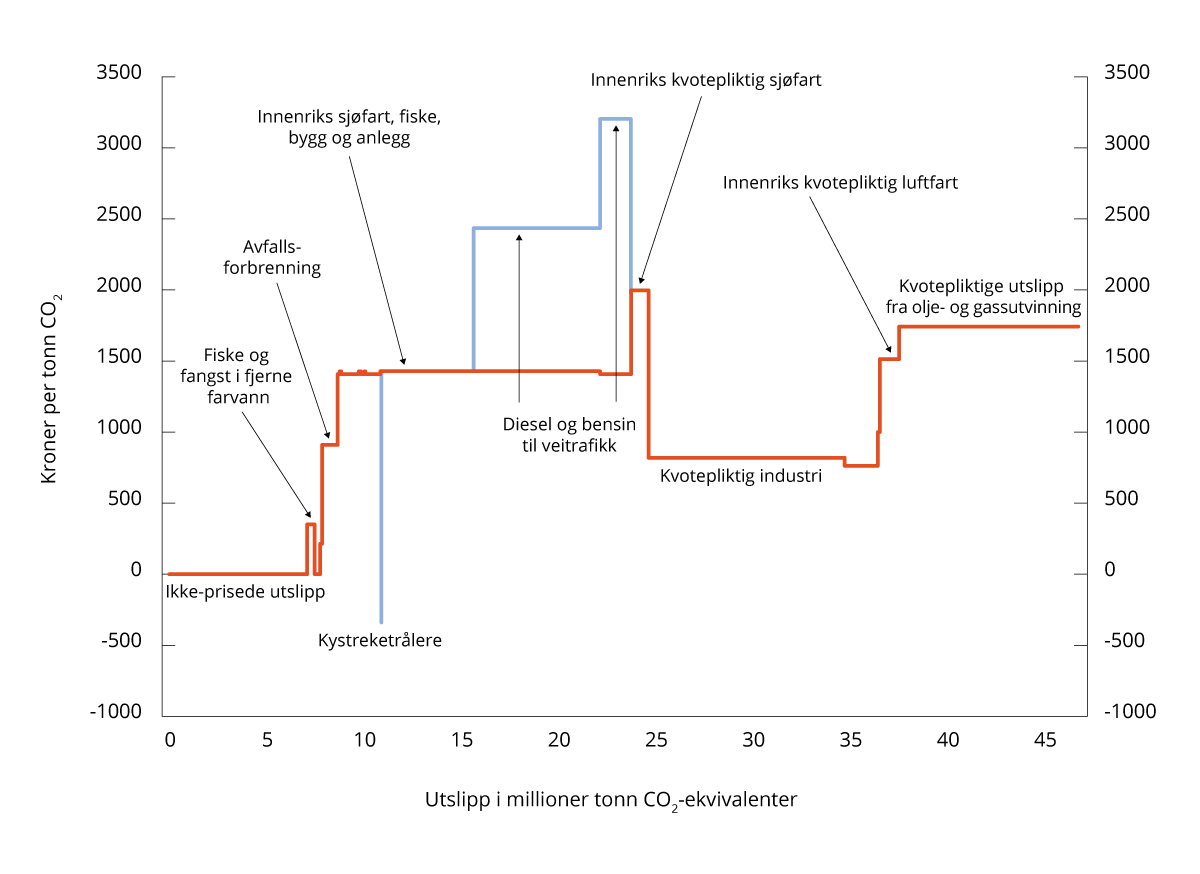 3500
3000
2500
2000
1500
1000
500
0
-500
-1000
Kroner per tonn CO2
Innenriks kvotepliktig sjøfart
Innenriks sjøfart, fiske,
bygg og anlegg
Innenriks kvotepliktig luftfart
Avfalls-
forbrenning
Kvotepliktige utslipp
fra olje- og gassutvinning
Fiske og
fangst i fjerne
farvann
Diesel og bensin
til veitrafikk
Kvotepliktig industri
Ikke-prisede utslipp
Kystreketrålere
3500
3000
2500
2000
1500
1000
500
0
-500
-1000
0 5 10 15 20 25 30 35 40 45
Utslipp i millioner tonn CO2-ekvivalenter